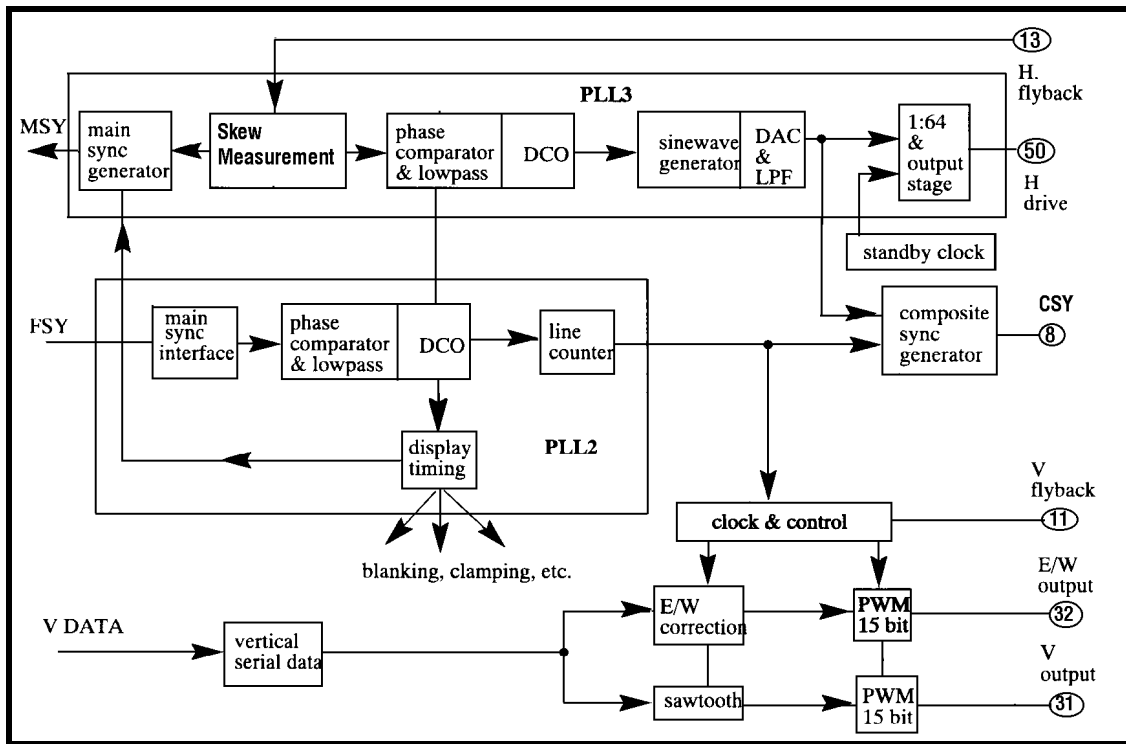 13
H.
flyback
PLL3
MSY
main
sync
generator
Skew
Measurement
phase
comparator
& lowpass
DCO
sinewave
generator
DAC
&
LPF
1:64
&
output
stage
50
H
drive
standby clock
FSY
main
sync
interface
phase
comparator
& lowpass
DCO
line
counter
composite
sync
generator
CSY
8
display
timing
PLL2
blanking, clamping, etc.
clock & control
V
flyback
11
V DATA
vertical
serial data
E/W
correction
PWM
15 bit
E/W
output
32
sawtooth
PWM
15 bit
V
output
31